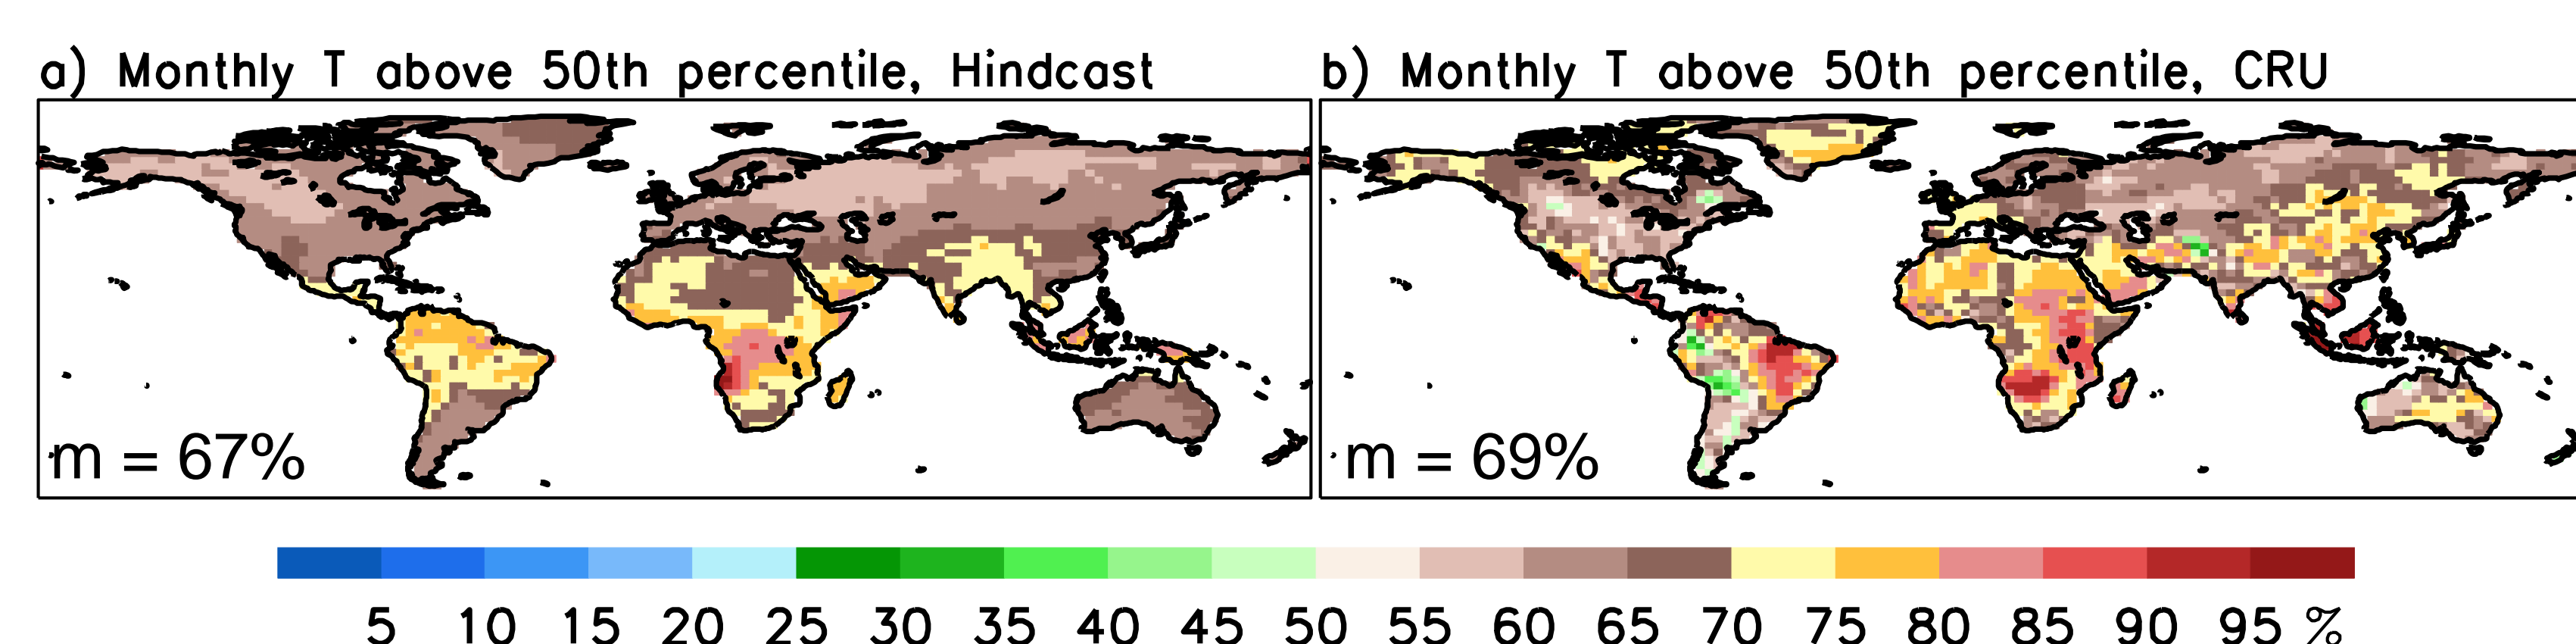 a) Monthly T above 50th percentile, Hindcast
b) Monthly T above 50th percentile, CRU
m = 67%
m = 69%
5 10 15 20 25 30 35 40 45 50 55 60 65 70 75 80 85 90 95 %